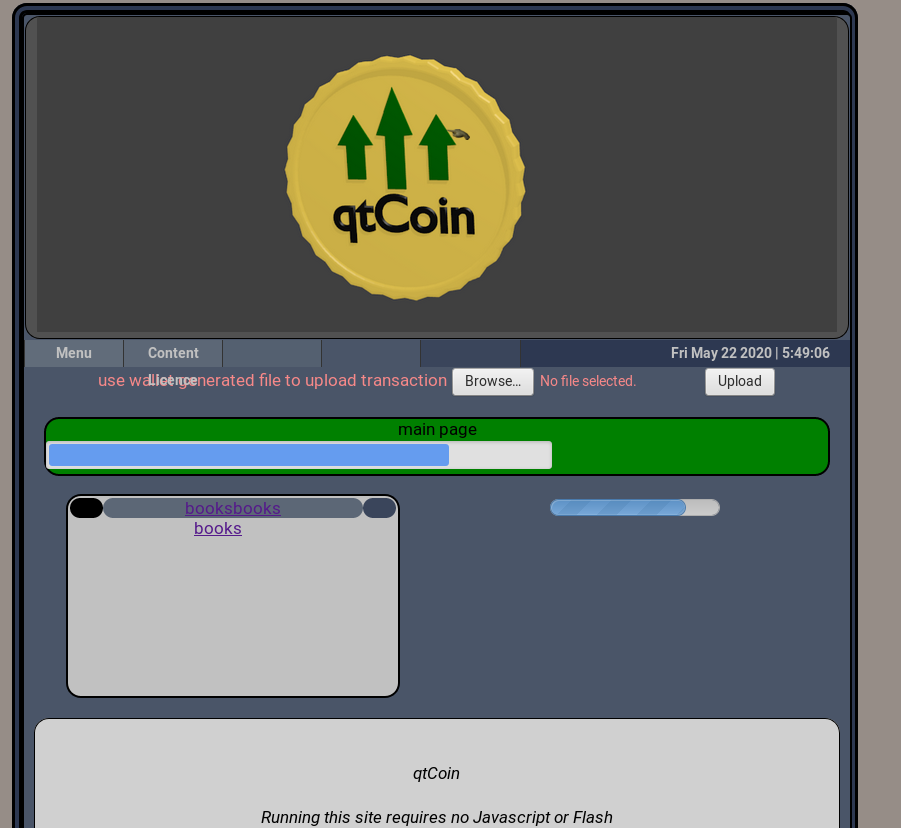 qtCoin
Menu
Content Licence
Fri May 22 2020 | 5:49:06
use wallet generated file to upload transaction Browse... No file selected. Upload
main page
booksbooks
books
qtCoin
Running this site requires no Javascript or Flash